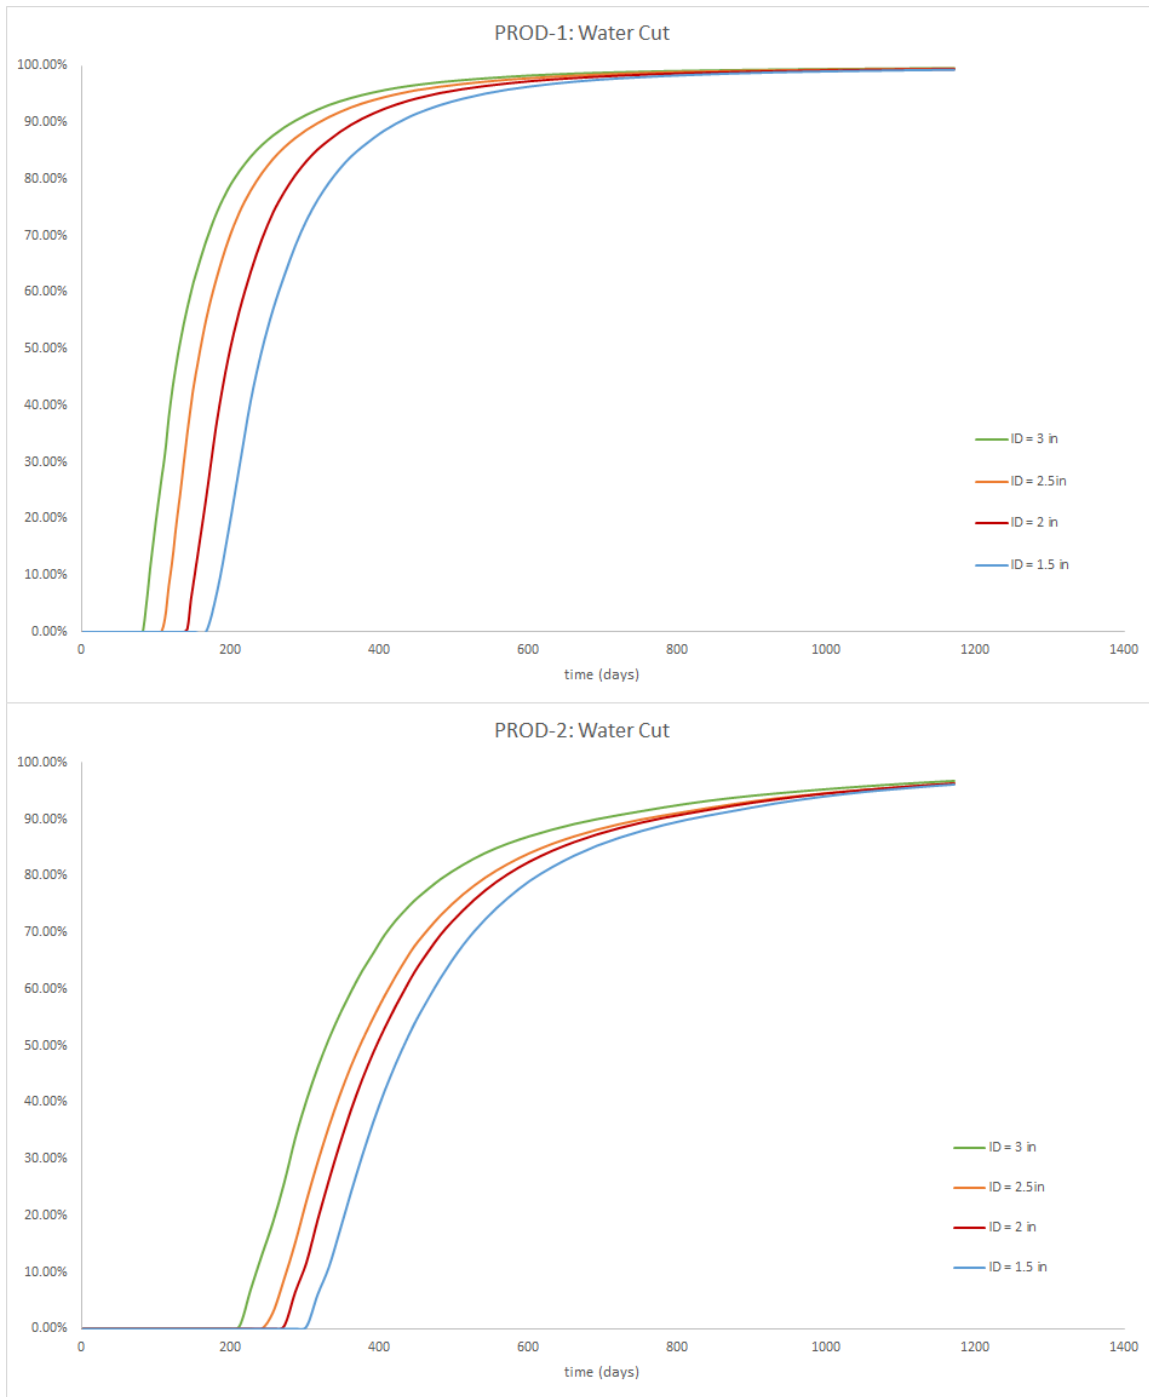 PROD-1: Water Cut
100.00%
90.00%
80.00%
70.00%
60.00%
50.00%
40.00%
30.00%
20.00%
10.00%
0.00%
ID = 3 in
ID = 2.5in
ID = 2 in
ID = 1.5 in
0 200 400 600 800 1000 1200 1400
time (days)
PROD-2: Water Cut
100.00%
90.00%
80.00%
70.00%
60.00%
50.00%
40.00%
30.00%
20.00%
10.00%
0.00%
ID = 3 in
ID = 2.5in
ID = 2 in
ID = 1.5 in
0 200 400 600 800 1000 1200 1400
time (days)